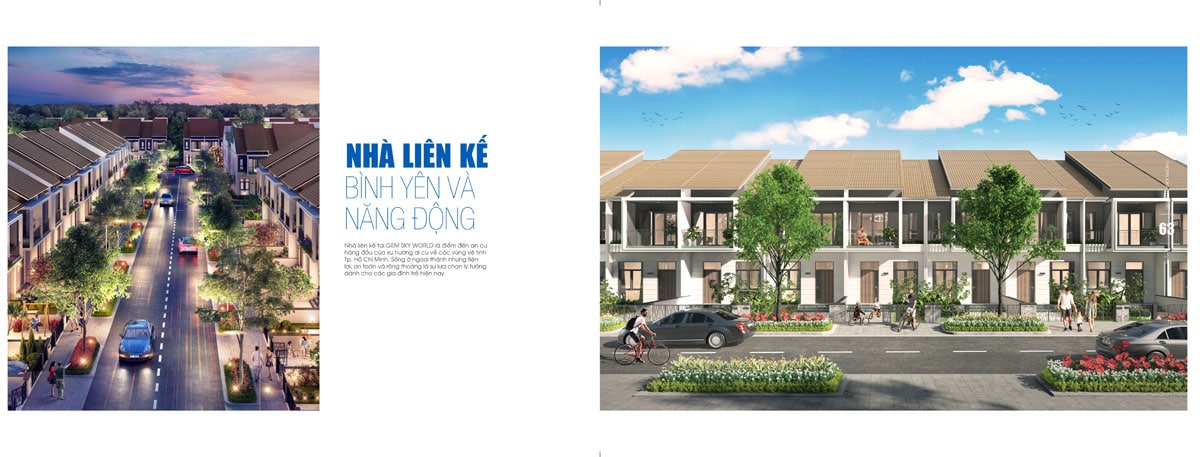 NHÀ LIÊN KẾ
BÌNH YÊN VÀ
NĂNG ĐỘNG
Nhà liên kế tại GEM SKY WORLD là điểm đến an cư
hàng đầu của xu hướng di cư về các vùng vệ tinh
Tp. Hồ Chí Minh. Sống ở ngoại thành nhưng tiện
lợi, an toàn và rộng thoáng là sự lựa chọn lý tưởng
dành cho các gia đình trẻ hiện nay.
63